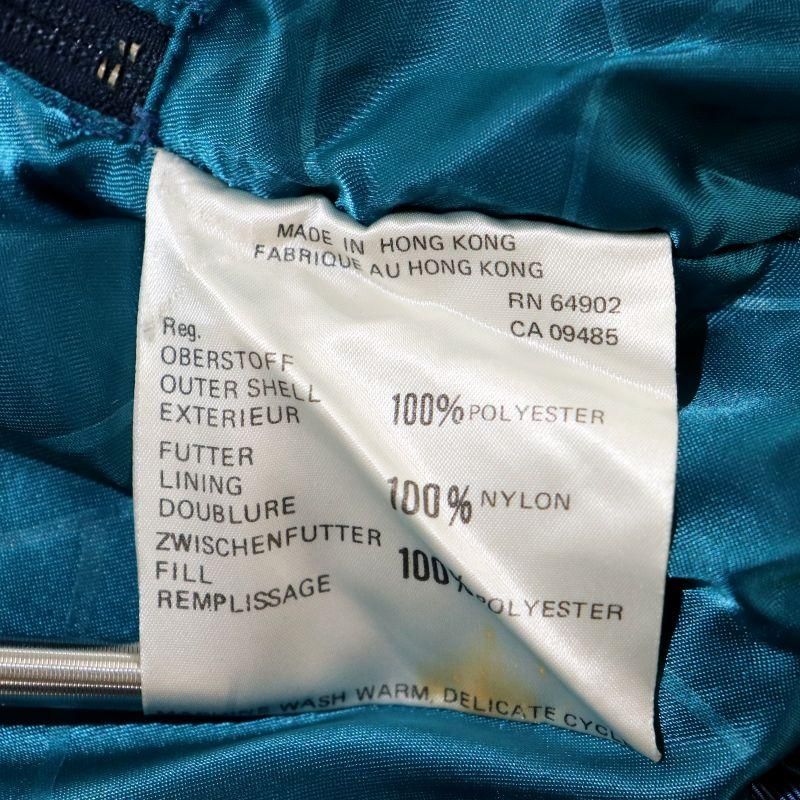 MADE IN HONG KONG
FABRIQUE AU HONG KONG
RN 64902
CA 09485
Reg.
OBERSTOFF
OUTER SHELL
EXTERIEUR 100% POLYESTER
FUTTER
LINING 100% NYLON
DOUBLURE
ZWISCHENFUTTER
FILL 100% POLYESTER
REMPLISSAGE
MACHINE WASH WARM, DELICATE CYCLE